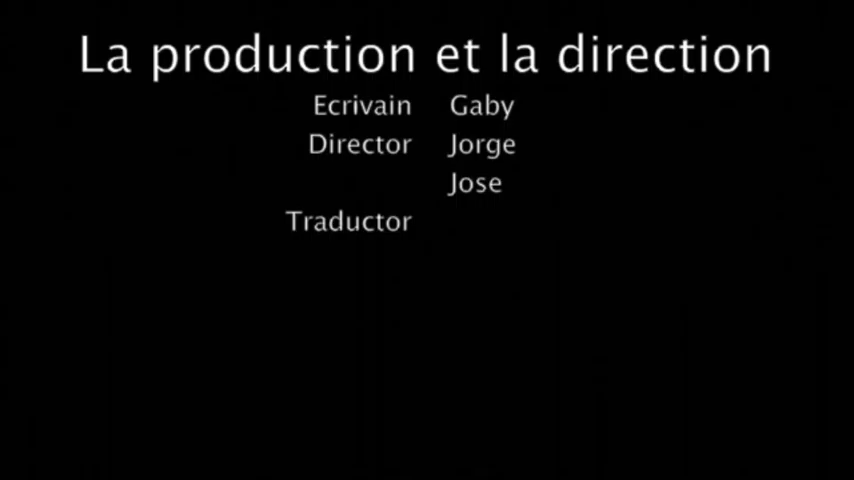 La production et la direction
Ecrivain Gaby
Director Jorge
Jose
Traductor